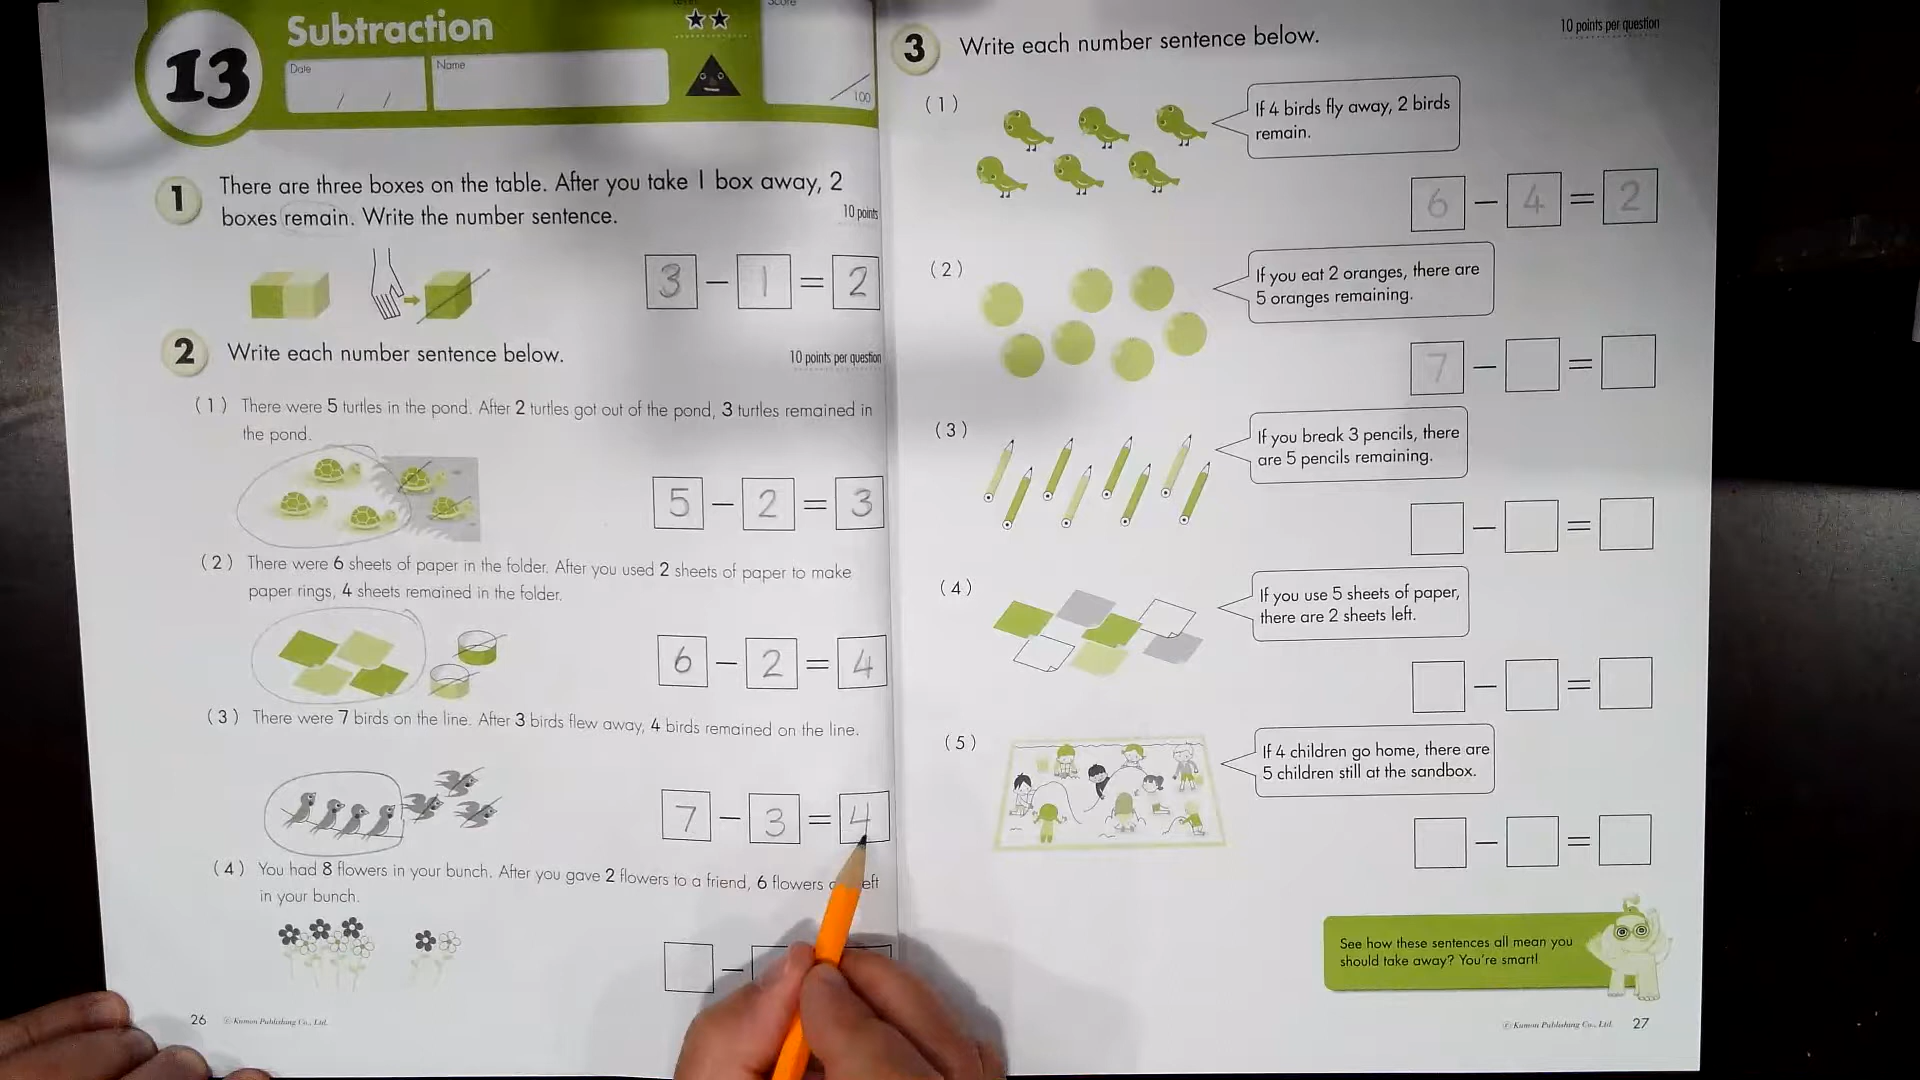 13
Subtraction
Date
/ /
Name
★★
Score
/100
1
There are three boxes on the table. After you take 1 box away, 2
boxes remain. Write the number sentence.
10 points
3 - 1 = 2
2
Write each number sentence below.
10 points per question
(1) There were 5 turtles in the pond. After 2 turtles got out of the pond, 3 turtles remained in
the pond.
5 - 2 = 3
(2) There were 6 sheets of paper in the folder. After you used 2 sheets of paper to make
paper rings, 4 sheets remained in the folder.
6 - 2 = 4
(3) There were 7 birds on the line. After 3 birds flew away, 4 birds remained on the line.
7 - 3 = 4
(4) You had 8 flowers in your bunch. After you gave 2 flowers to a friend, 6 flowers
in your bunch.
-
26
© Kumon Publishing Co., Ltd.
3
Write each number sentence below.
10 points per question
(1)
If 4 birds fly away, 2 birds
remain.
6 - 4 = 2
(2)
If you eat 2 oranges, there are
5 oranges remaining.
7 - =
(3)
If you break 3 pencils, there
are 5 pencils remaining.
- =
(4)
If you use 5 sheets of paper,
there are 2 sheets left.
- =
(5)
If 4 children go home, there are
5 children still at the sandbox.
- =
See how these sentences all mean you
should take away? You're smart!
© Kumon Publishing Co., Ltd.
27